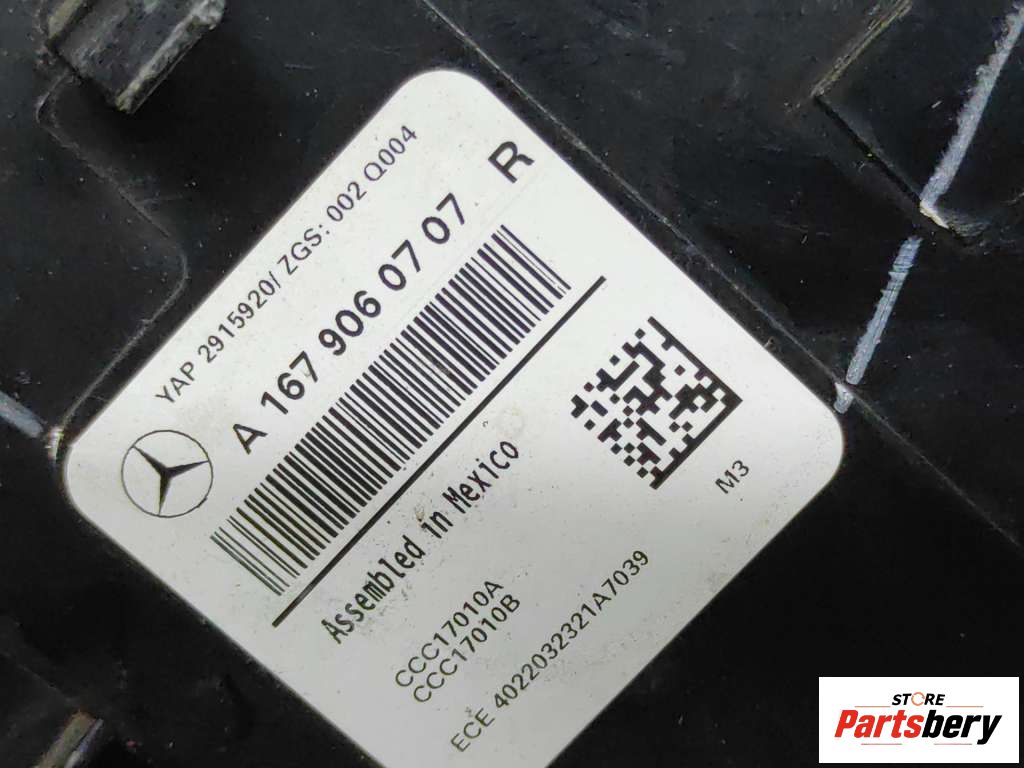 YAP 2915920/ ZGS: 002 Q004
A 167 906 07 07 R
Assembled in Mexico
M3
CCC17010A
CCC17010B
ECE 4022032321A7039
STORE
Partsbery